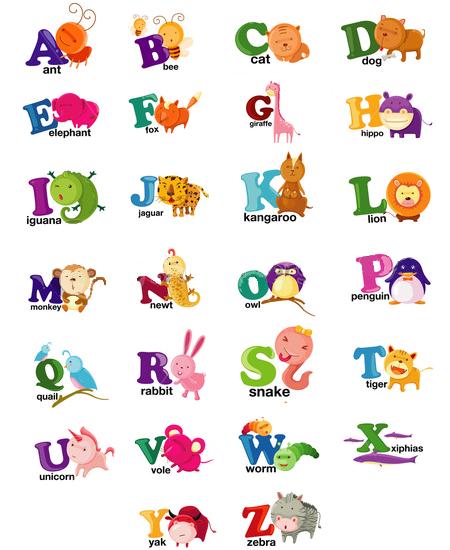 A
ant
B
bee
C
cat
D
dog
E
elephant
F
fox
G
giraffe
H
hippo
I
iguana
J
jaguar
K
kangaroo
L
lion
M
monkey
N
newt
O
owl
P
penguin
Q
quail
R
rabbit
S
snake
T
tiger
U
unicorn
V
vole
W
worm
X
xiphias
Y
yak
Z
zebra